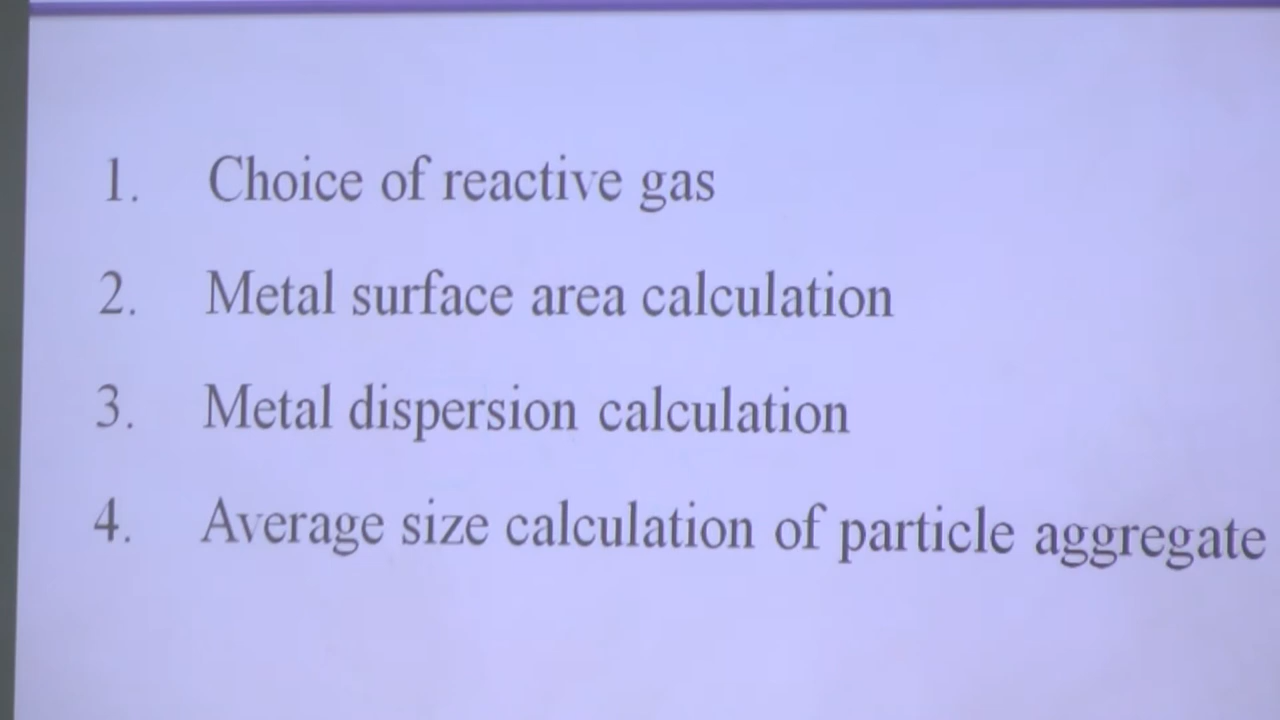 1. Choice of reactive gas
2. Metal surface area calculation
3. Metal dispersion calculation
4. Average size calculation of particle aggregate